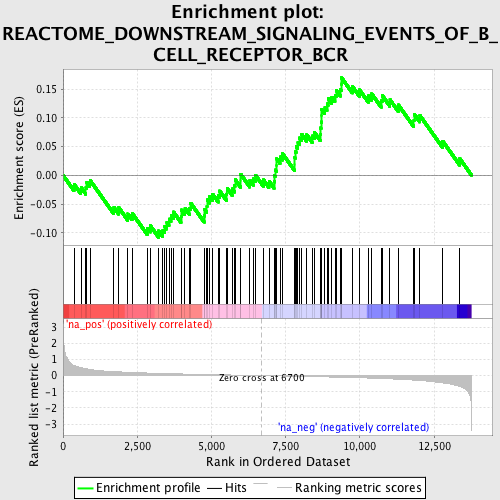 Enrichment plot:
REACTOME_DOWNSTREAM_SIGNALING_EVENTS_OF_B_
CELL_RECEPTOR_BCR
Enrichment score (ES)
0.15
0.10
0.05
0.00
-0.05
-0.10
'na_pos' (positively correlated)
Ranked list metric (PreRanked)
3
2
1
0
-1
-2
-3
Zero cross at 6700
'na_neg' (negatively correlated)
0
2,500
5,000
7,500
10,000
12,500
Rank in Ordered Dataset
Enrichment profile
Hits
Ranking metric scores